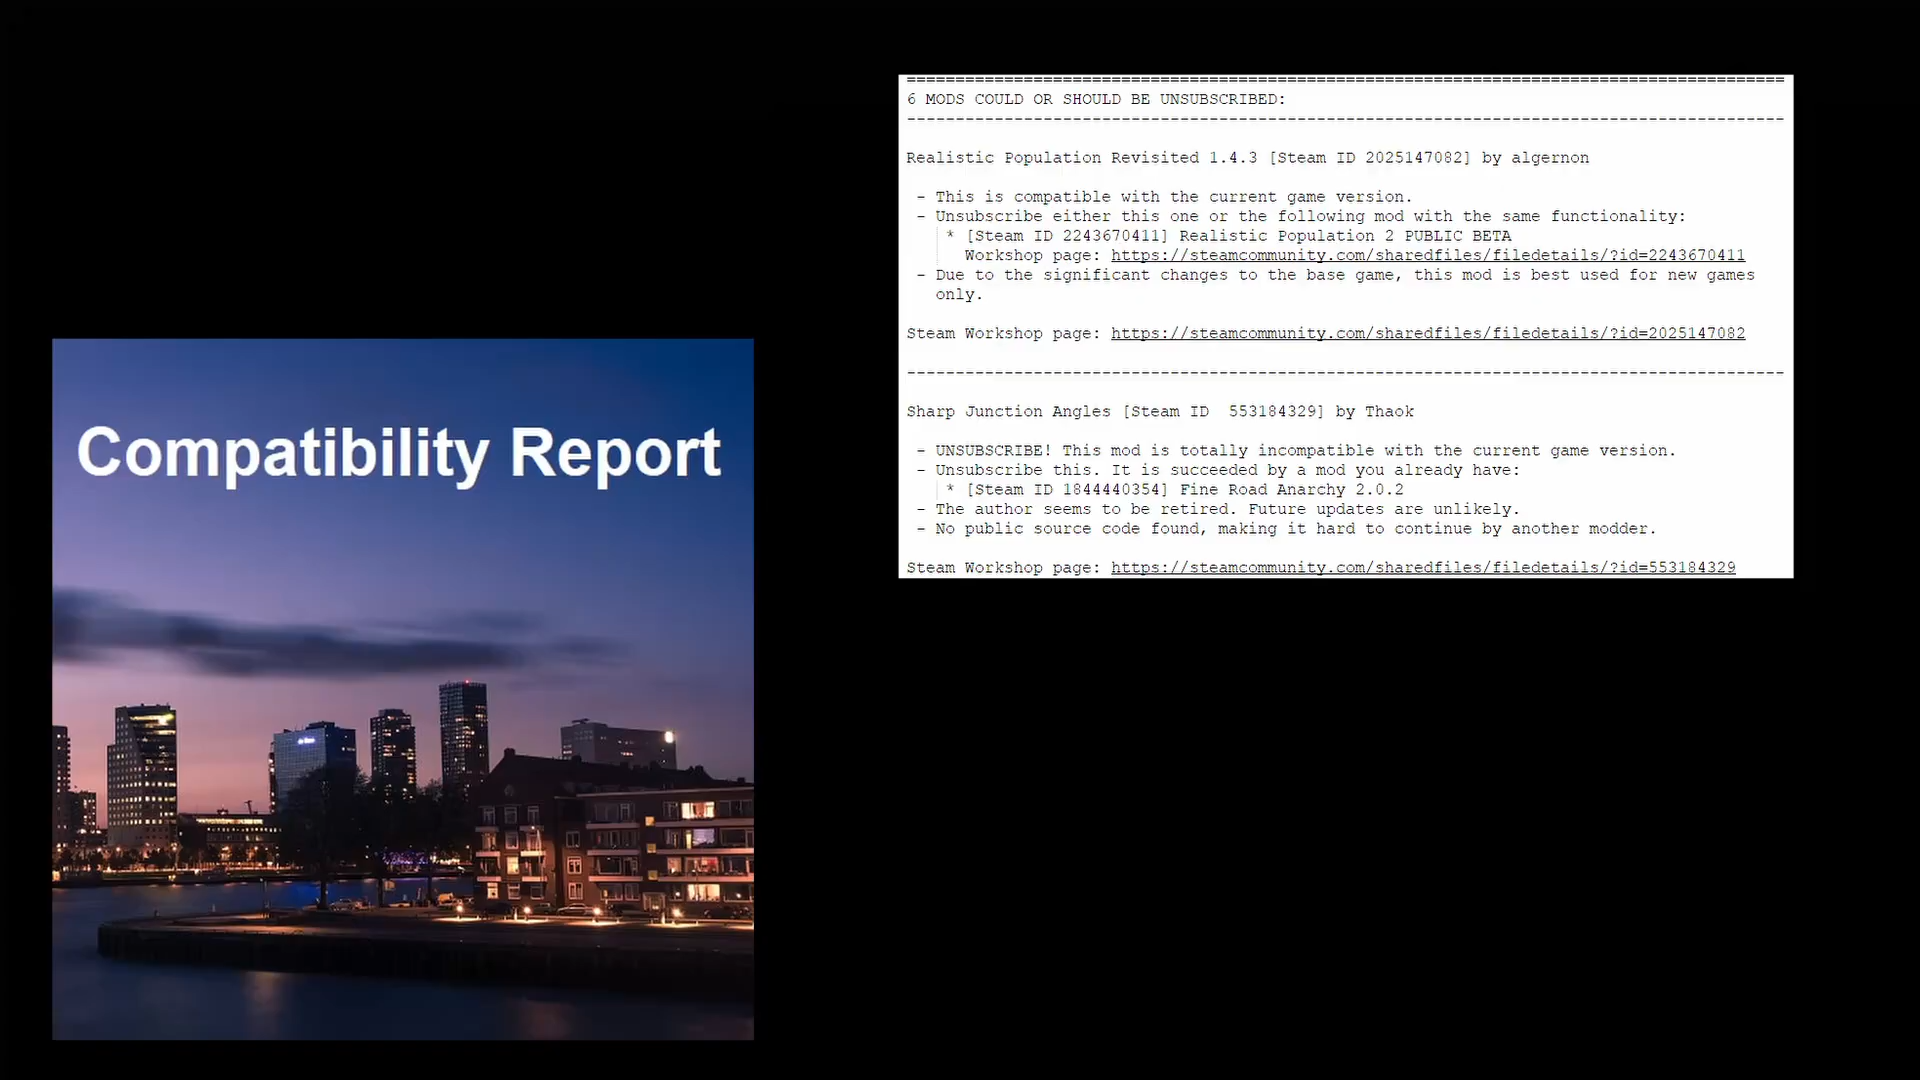 Compatibility Report
================================================================================
6 MODS COULD OR SHOULD BE UNSUBSCRIBED:
--------------------------------------------------------------------------------
Realistic Population Revisited 1.4.3 [Steam ID 2025147082] by algernon
- This is compatible with the current game version.
- Unsubscribe either this one or the following mod with the same functionality:
* [Steam ID 2243670411] Realistic Population 2 PUBLIC BETA
Workshop page: https://steamcommunity.com/sharedfiles/filedetails/?id=2243670411
- Due to the significant changes to the base game, this mod is best used for new games
only.
Steam Workshop page: https://steamcommunity.com/sharedfiles/filedetails/?id=2025147082
--------------------------------------------------------------------------------
Sharp Junction Angles [Steam ID  553184329] by Thaok
- UNSUBSCRIBE! This mod is totally incompatible with the current game version.
- Unsubscribe this. It is succeeded by a mod you already have:
* [Steam ID 1844440354] Fine Road Anarchy 2.0.2
- The author seems to be retired. Future updates are unlikely.
- No public source code found, making it hard to continue by another modder.
Steam Workshop page: https://steamcommunity.com/sharedfiles/filedetails/?id=553184329